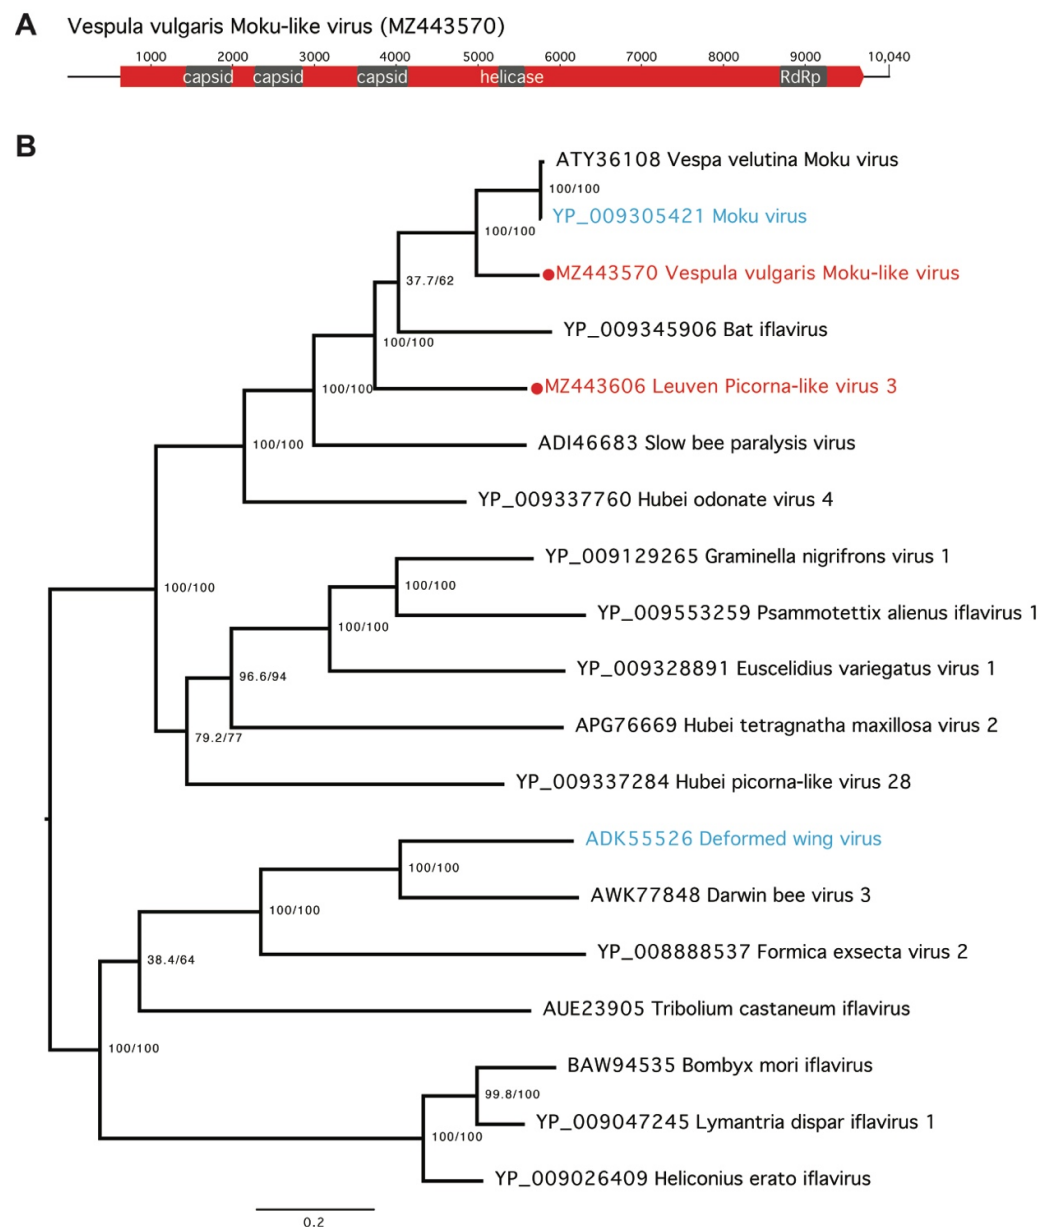 A Vespula vulgaris Moku-like virus (MZ443570)
1000 2000 3000 4000 5000 6000 7000 8000 9000 10,040
capsid capsid capsid helicase RdRp
B
ATY36108 Vespa velutina Moku virus
100/100
YP_009305421 Moku virus
100/100
MZ443570 Vespula vulgaris Moku-like virus
37.7/62
YP_009345906 Bat iflavirus
100/100
MZ443606 Leuven Picorna-like virus 3
100/100
ADI46683 Slow bee paralysis virus
100/100
YP_009337760 Hubei odonate virus 4
YP_009129265 Graminella nigrifrons virus 1
100/100
100/100
YP_009553259 Psammotettix alienus iflavirus 1
100/100
YP_009328891 Euscelidius variegatus virus 1
96.6/94
APG76669 Hubei tetragnatha maxillosa virus 2
79.2/77
YP_009337284 Hubei picorna-like virus 28
ADK55526 Deformed wing virus
100/100
AWK77848 Darwin bee virus 3
100/100
YP_008888537 Formica exsecta virus 2
38.4/64
AUE23905 Tribolium castaneum iflavirus
100/100
BAW94535 Bombyx mori iflavirus
99.8/100
YP_009047245 Lymantria dispar iflavirus 1
100/100
YP_009026409 Heliconius erato iflavirus
0.2